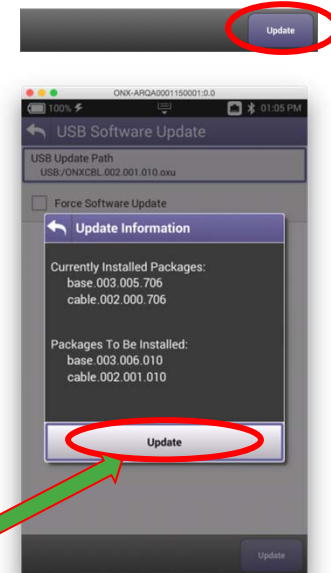 Update
ONX-ARQA0001150001:0.0
100% 01:05 PM
USB Software Update
USB Update Path
USB:/ONXCBL.002.001.010.oxu
Force Software Update
Update Information
Currently Installed Packages:
base.003.005.706
cable.002.000.706
Packages To Be Installed:
base.003.006.010
cable.002.001.010
Update
Update